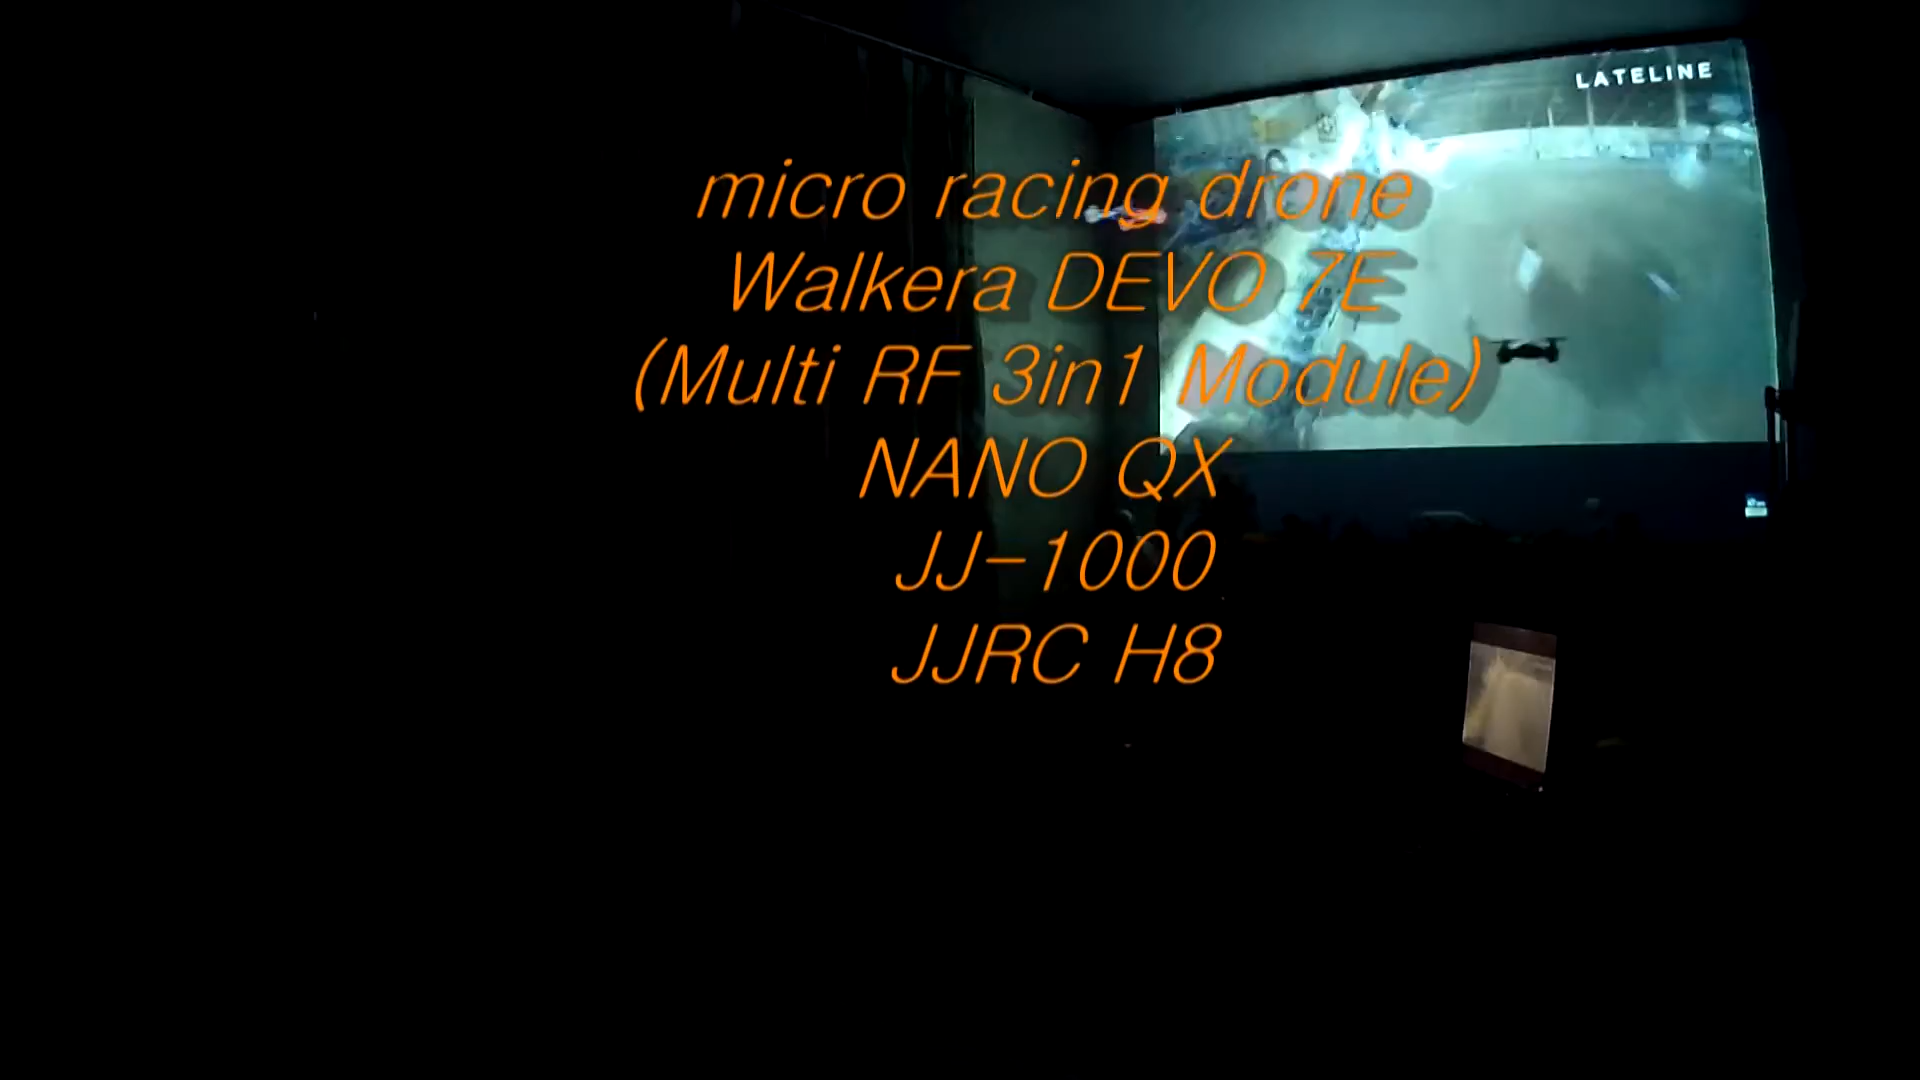 LATELINE
micro racing drone
Walkera DEVO 7E
(Multi RF 3in1 Module)
NANO QX
JJ-1000
JJRC H8